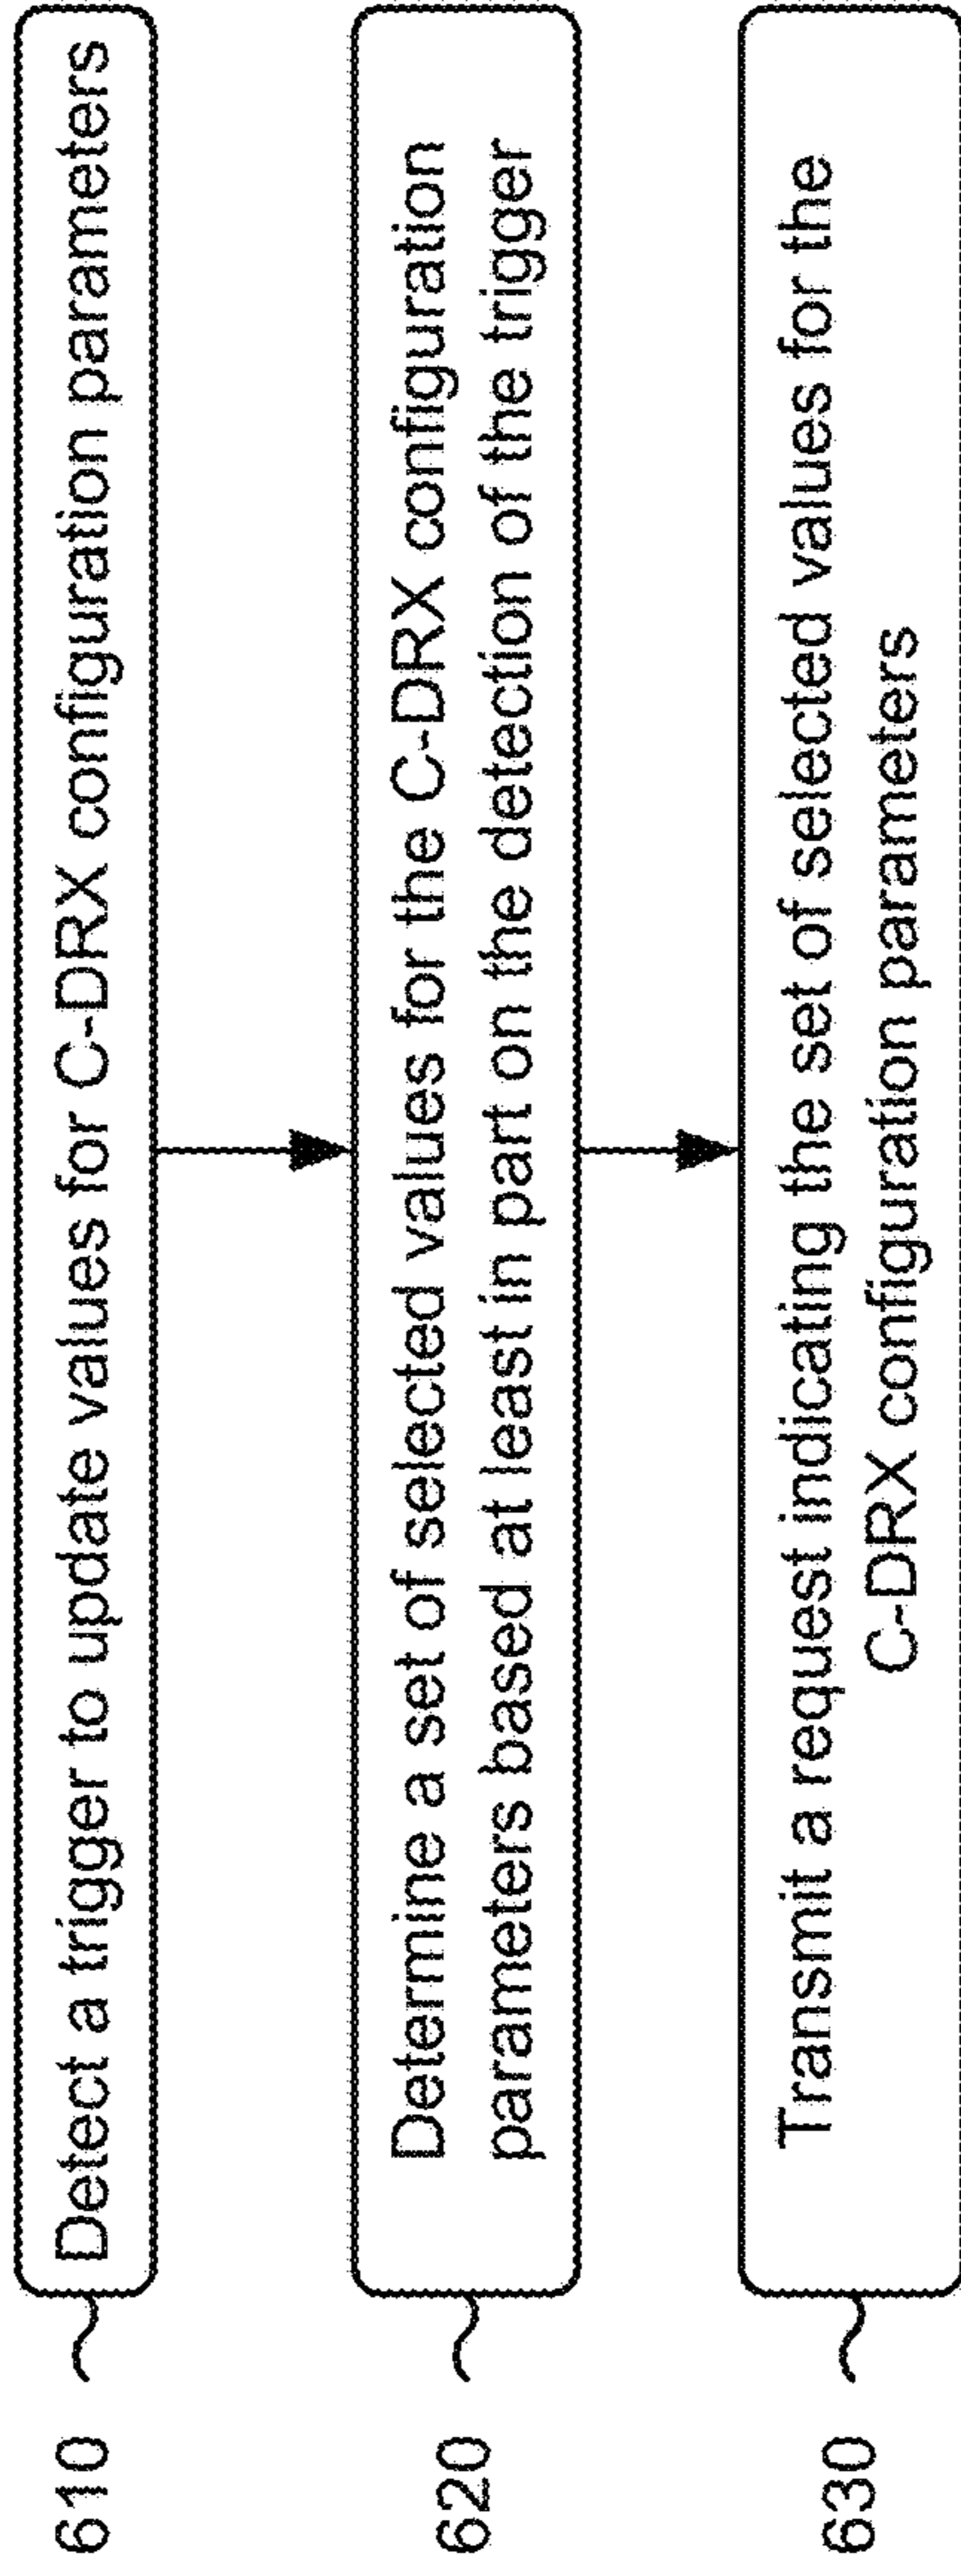 610
Detect a trigger to update values for C-DRX configuration parameters
620
Determine a set of selected values for the C-DRX configuration
parameters based at least in part on the detection of the trigger
630
Transmit a request indicating the set of selected values for the
C-DRX configuration parameters